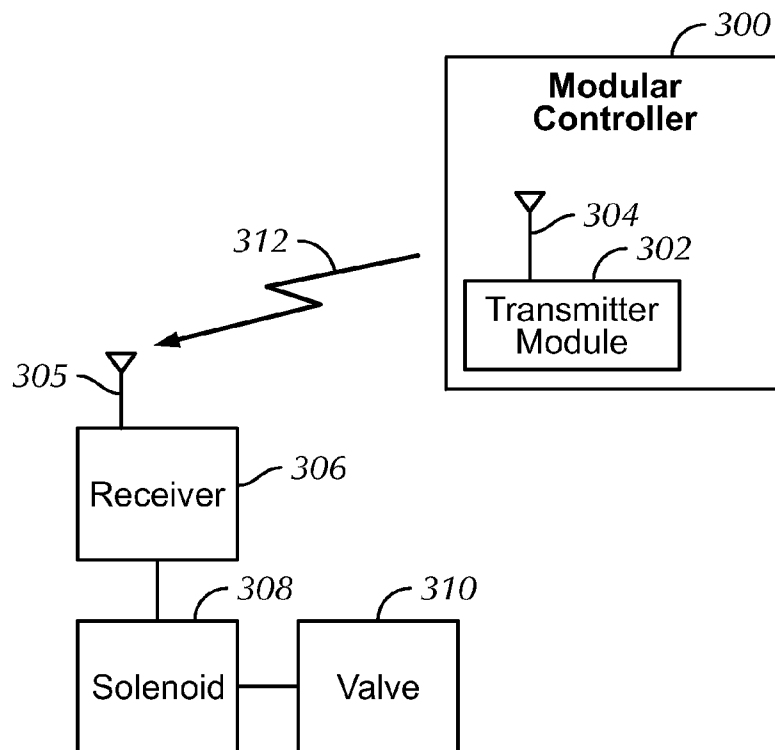 300
Modular
Controller
304
312
302
Transmitter
Module
305
Receiver
306
308
310
Solenoid
Valve